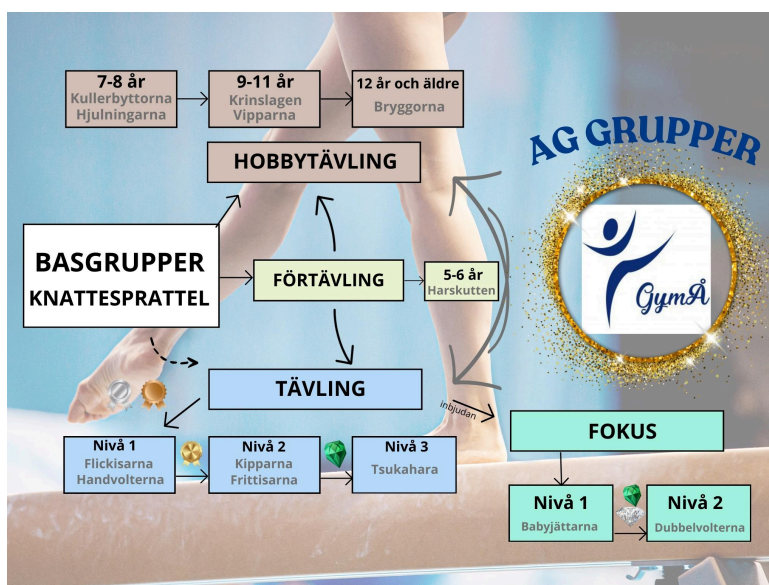 7-8 år
Kullerbyttorna
Hjulningarna
9-11 år
Krinslagen
Vipparna
12 år och äldre
Bryggorna
HOBBYTÄVLING
AG GRUPPER
GymÅ
BASGRUPPER
KNATTESPRATTEL
FÖRTÄVLING
5-6 år
Harskutten
TÄVLING
inbjudan
Nivå 1
Flickisarna
Handvolterna
Nivå 2
Kipparna
Frittisarna
Nivå 3
Tsukahara
FOKUS
Nivå 1
Babyjättarna
Nivå 2
Dubbelvolterna